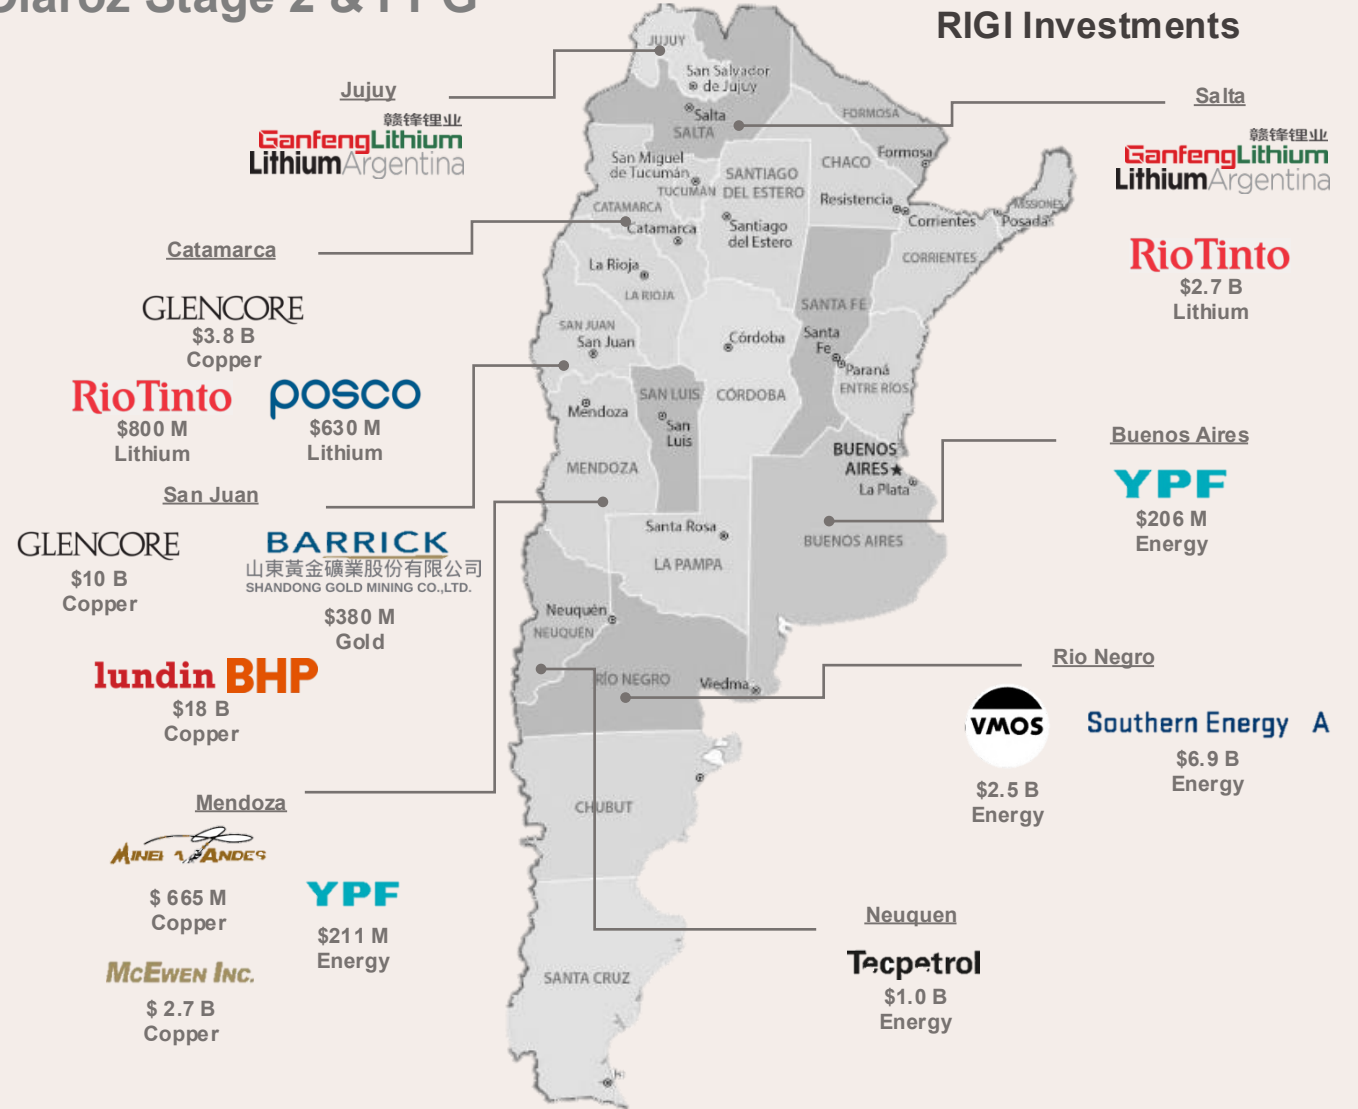 RIGI Investments
Jujuy
赣锋锂业
GanfengLithium
LithiumArgentina
Catamarca
GLENCORE
$3.8 B
Copper
RioTinto
$800 M
Lithium
posco
$630 M
Lithium
San Juan
GLENCORE
$10 B
Copper
BARRICK
山東黃金礦業股份有限公司
SHANDONG GOLD MINING CO.,LTD.
$380 M
Gold
lundin BHP
$18 B
Copper
Mendoza
ANDES
$ 665 M
Copper
YPF
$211 M
Energy
MCEWEN INC.
$ 2.7 B
Copper
Salta
赣锋锂业
GanfengLithium
LithiumArgentina
RioTinto
$2.7 B
Lithium
Buenos Aires
YPF
$206 M
Energy
Rio Negro
VMOS
$2.5 B
Energy
Southern Energy A
$6.9 B
Energy
Neuquen
Tecpetrol
$1.0 B
Energy
JUJUY
San Salvador
de Jujuy
Salta
SALTA
FORMOSA
Formosa
CHACO
San Miguel
de Tucumán
TUCUMÁN
SANTIAGO
DEL ESTERO
Resistencia
Corrientes
MISIONES
Posada
CATAMARCA
Catamarca
Santiago
del Estero
CORRIENTES
La Rioja
LA RIOJA
SANTA FE
SAN JUAN
San Juan
Córdoba
Santa
Fe
Paraná
ENTRE RÍOS
SAN LUIS
CÓRDOBA
Mendoza
San
Luis
MENDOZA
BUENOS
AIRES
La Plata
Santa Rosa
BUENOS AIRES
LA PAMPA
Neuquén
NEUQUÉN
RÍO NEGRO
Viedma
CHUBUT
SANTA CRUZ